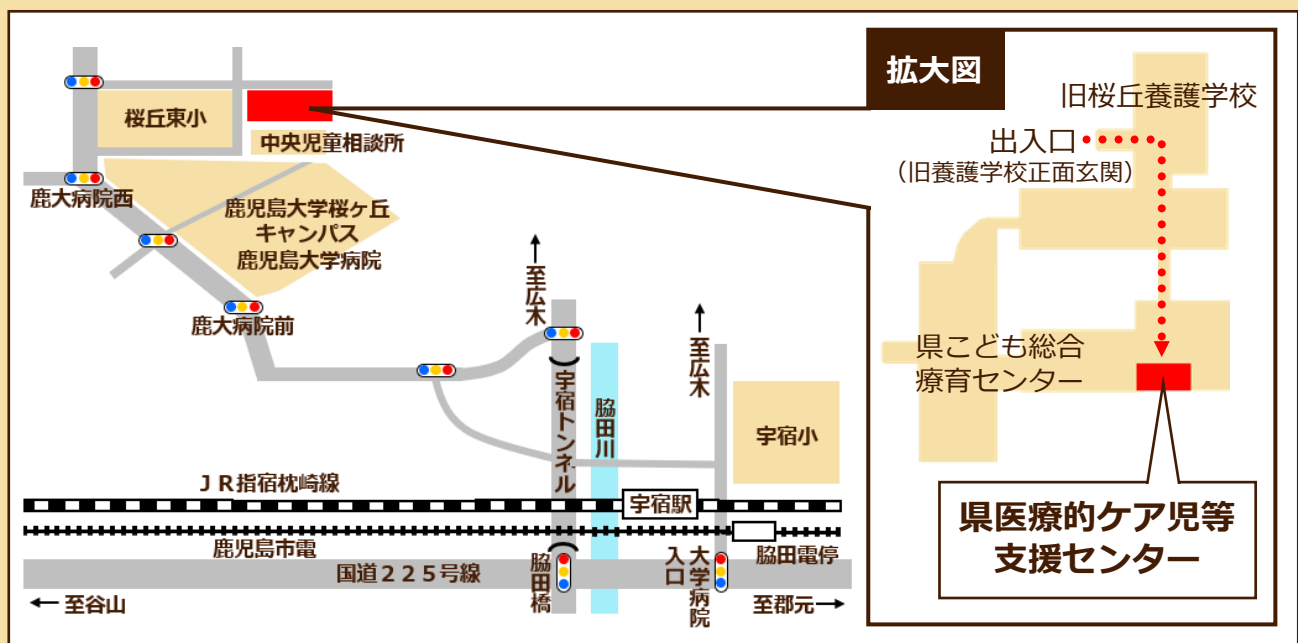 桜丘東小
中央児童相談所
鹿大病院西
鹿児島大学桜ヶ丘
キャンパス
鹿児島大学病院
鹿大病院前
至広木
至広木
宇宿トンネル
脇田川
宇宿小
ＪＲ指宿枕崎線
宇宿駅
鹿児島市電
脇田電停
国道２２５号線
脇田橋
大学病院
入口
←至谷山
至郡元→
拡大図
旧桜丘養護学校
出入口
（旧養護学校正面玄関）
県こども総合
療育センター
県医療的ケア児等
支援センター